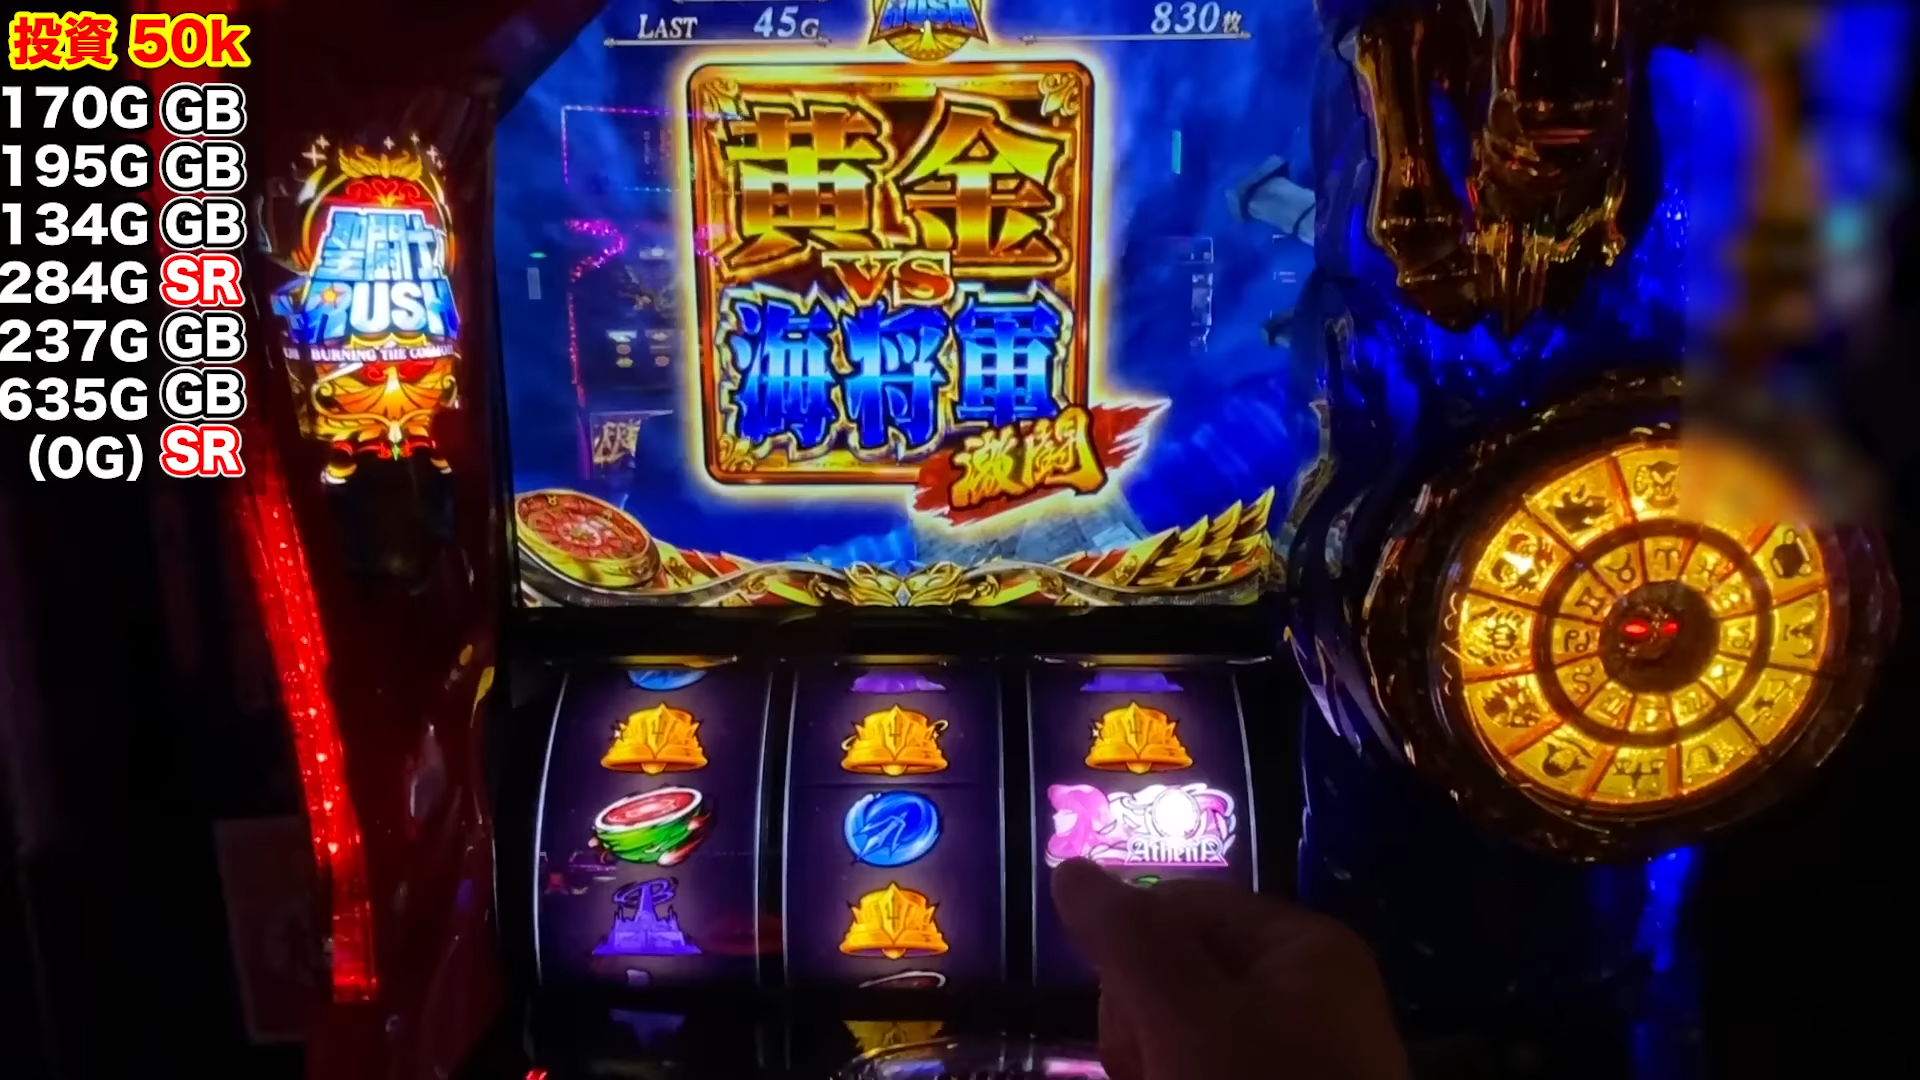 投資 50k
170G GB
195G GB
134G GB
284G SR
237G GB
635G GB
(0G) SR
LAST 45G
RUSH
830枚
黄金
VS
海将軍
激闘
聖闘士
RUSH
BURNING THE COSMO
Athena